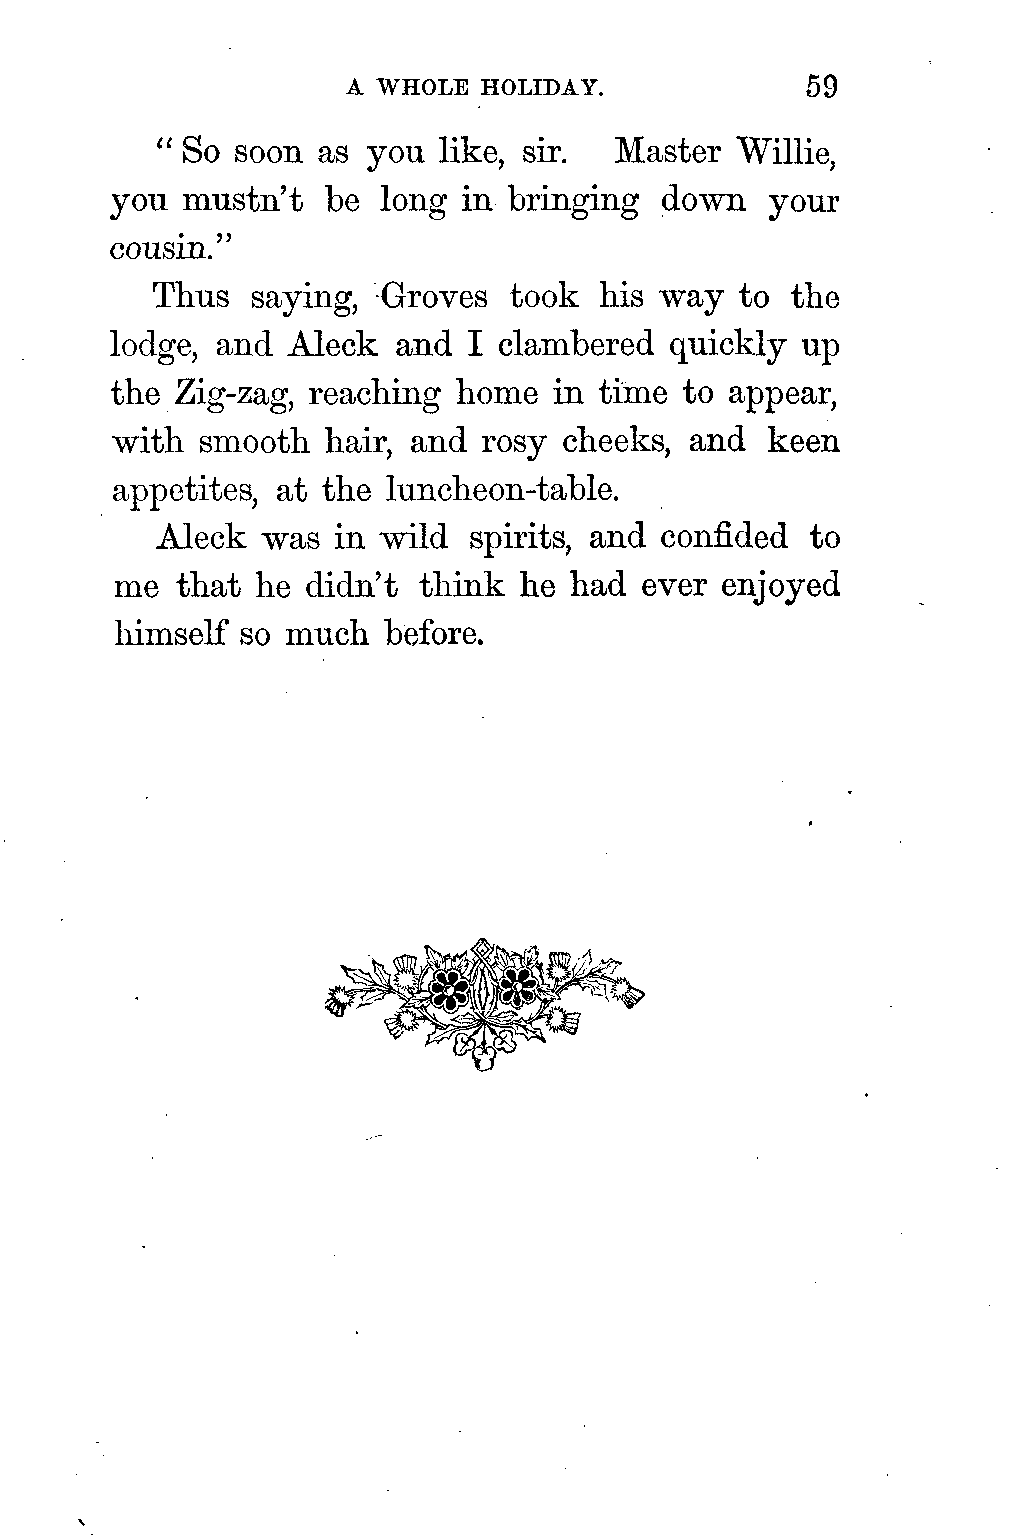 A WHOLE HOLIDAY. 59
“ So soon as you like, sir. Master Willie,
you mustn’t be long in bringing down your
cousin.”
Thus saying, Groves took his way to the
lodge, and Aleck and I clambered quickly up
the Zig-zag, reaching home in time to appear,
with smooth hair, and rosy cheeks, and keen
appetites, at the luncheon-table.
Aleck was in wild spirits, and confided to
me that he didn’t think he had ever enjoyed
himself so much before.